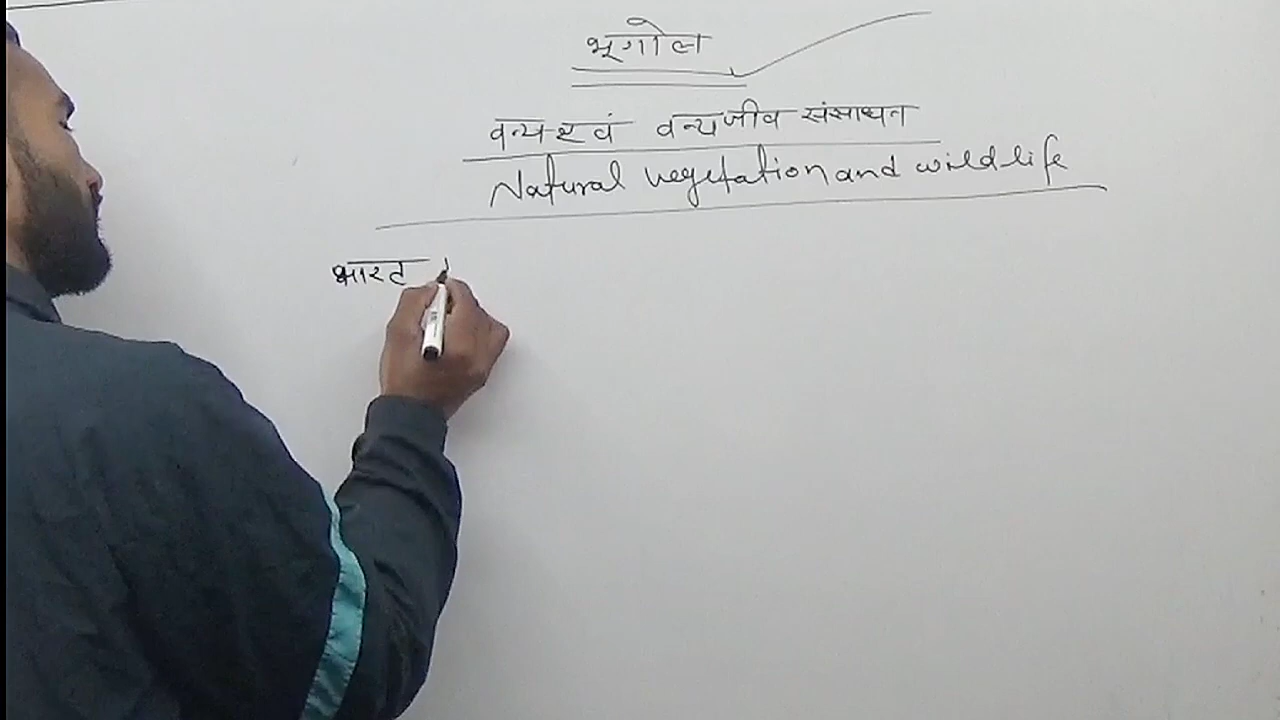 भूगोल
वन्य एवं वन्यजीव संसाधन
Natural vegetation and wildlife
भारत